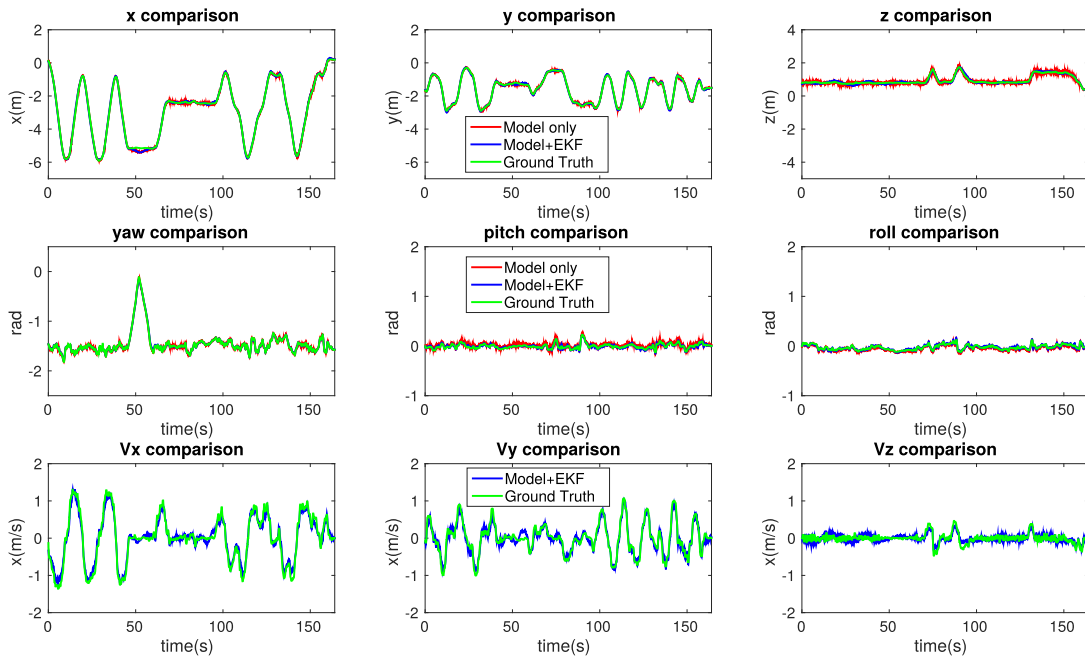 x comparison
y comparison
z comparison
2
0
-2
-4
-6
x(m)
0
50
100
150
time(s)
2
0
-2
-4
-6
y(m)
Model only
Model+EKF
Ground Truth
0
50
100
150
time(s)
4
2
0
-2
-4
z(m)
0
50
100
150
time(s)
yaw comparison
pitch comparison
roll comparison
0
-1
-2
rad
0
50
100
150
time(s)
2
1
0
-1
rad
Model only
Model+EKF
Ground Truth
0
50
100
150
time(s)
2
1
0
-1
rad
0
50
100
150
time(s)
Vx comparison
Vy comparison
Vz comparison
2
1
0
-1
-2
x(m/s)
0
50
100
150
time(s)
2
1
0
-1
-2
x(m/s)
Model+EKF
Ground Truth
0
50
100
150
time(s)
2
1
0
-1
-2
x(m/s)
0
50
100
150
time(s)